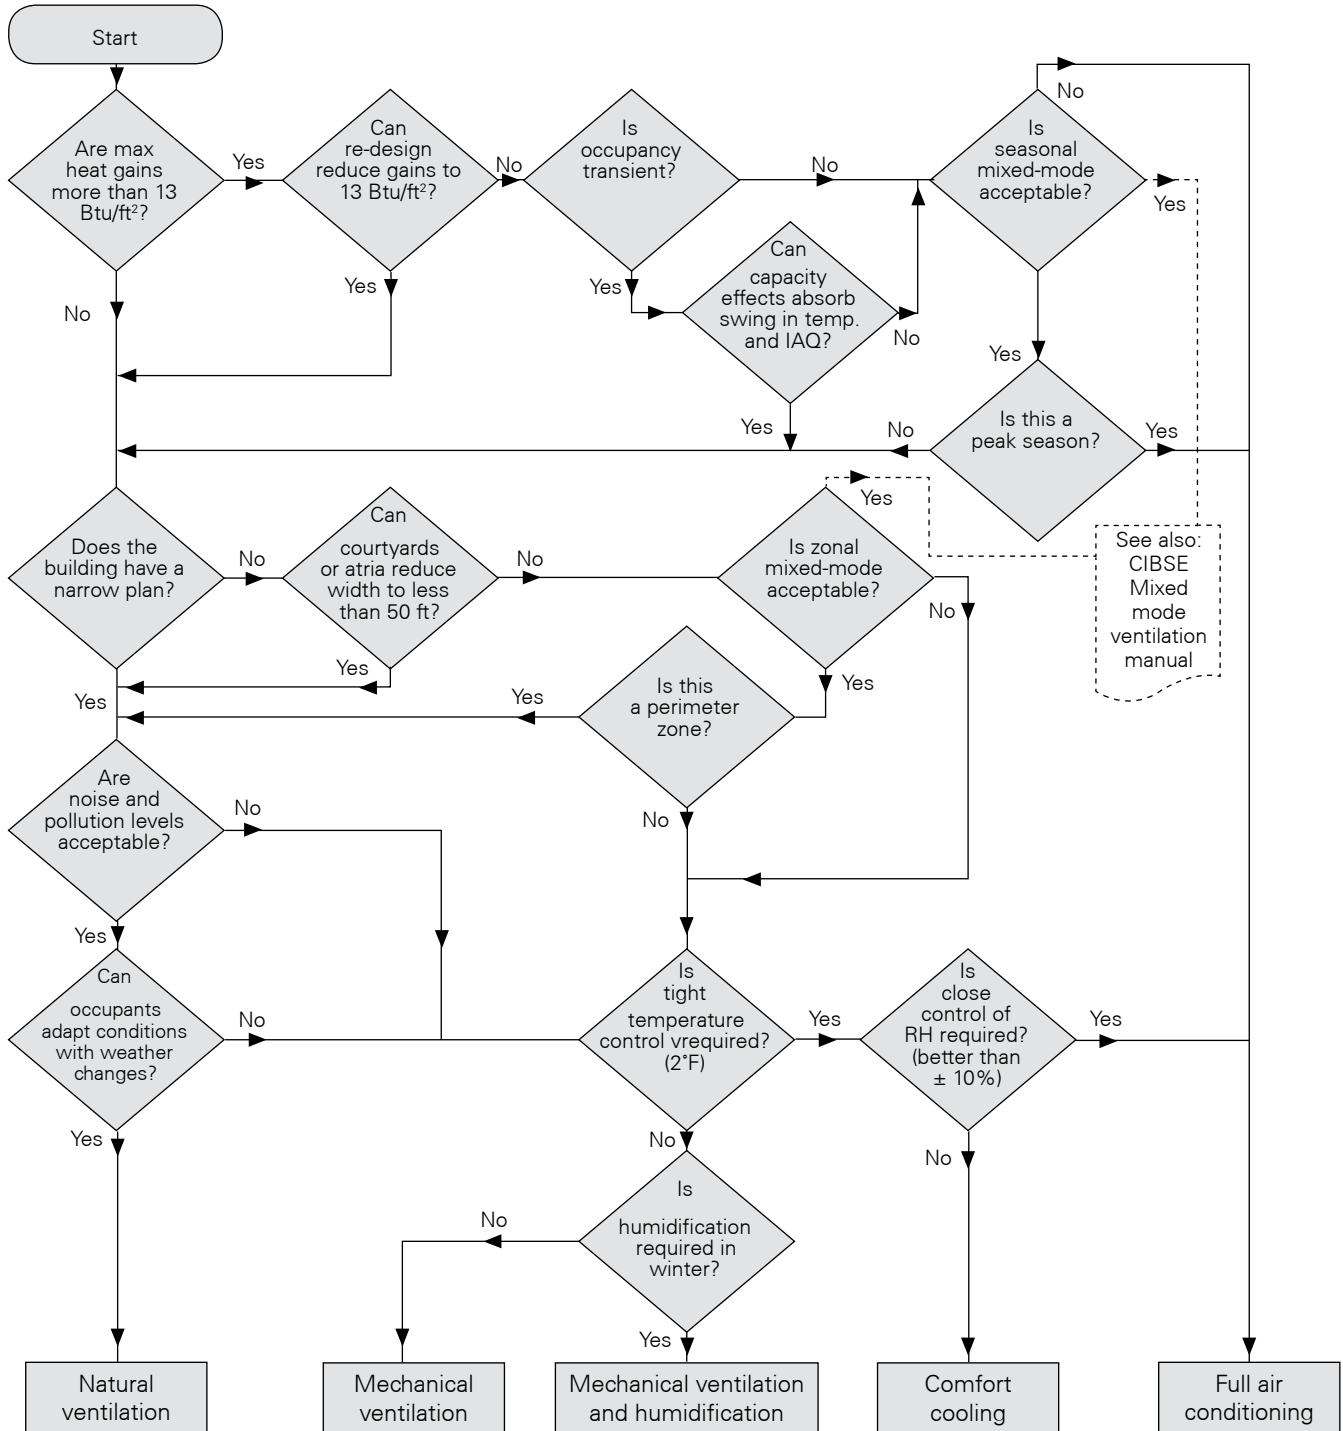 Start
Are max
heat gains
more than 13
Btu/ft²?
Yes
No
Can
re-design
reduce gains to
13 Btu/ft²?
No
Yes
Is
occupancy
transient?
No
Yes
Can
capacity
effects absorb
swing in temp.
and IAQ?
No
Yes
Is
seasonal
mixed-mode
acceptable?
No
Yes
Yes
Is this a
peak season?
No
Yes
Does the
building have a
narrow plan?
No
Yes
Can
courtyards
or atria reduce
width to less
than 50 ft?
No
Yes
Is zonal
mixed-mode
acceptable?
Yes
No
Yes
See also:
CIBSE
Mixed
mode
ventilation
manual
Is this
a perimeter
zone?
Yes
No
Are
noise and
pollution levels
acceptable?
No
Yes
Can
occupants
adapt conditions
with weather
changes?
No
Yes
Is
tight
temperature
control vrequired?
(2°F)
Yes
No
Is
close
control of
RH required?
(better than
± 10%)
Yes
No
Is
humidification
required in
winter?
No
Yes
Natural
ventilation
Mechanical
ventilation
Mechanical ventilation
and humidification
Comfort
cooling
Full air
conditioning